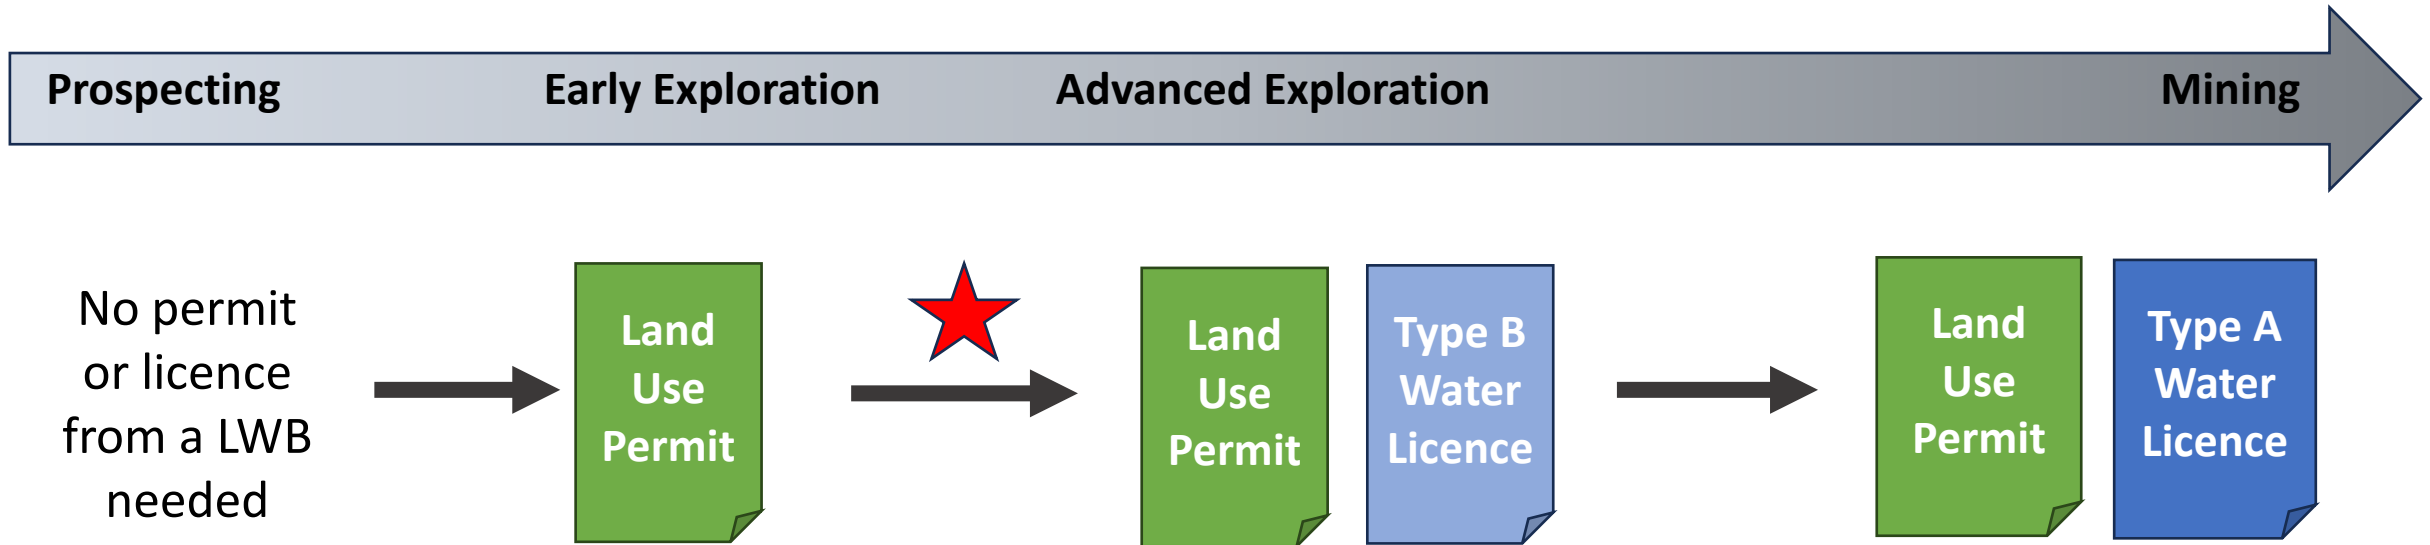 Prospecting
Early Exploration
Advanced Exploration
Mining
No permit
or licence
from a LWB
needed
Land
Use
Permit
Land
Use
Permit
Type B
Water
Licence
Land
Use
Permit
Type A
Water
Licence